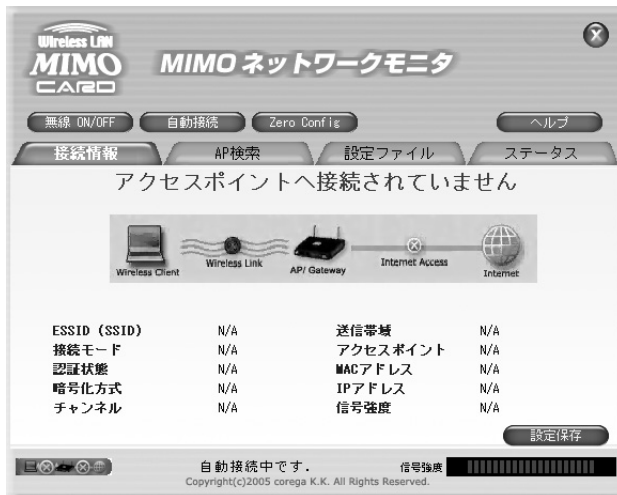 Wireless LAN
MIMO
CARD
MIMO ネットワークモニタ
X
無線 ON/OFF 自動接続 Zero Config ヘルプ
接続情報 AP検索 設定ファイル ステータス
アクセスポイントへ接続されていません
Wireless Client Wireless Link AP/ Gateway Internet Access Internet
ESSID (SSID) N/A 送信帯域 N/A
接続モード N/A アクセスポイント N/A
認証状態 N/A MACアドレス N/A
暗号化方式 N/A IPアドレス N/A
チャンネル N/A 信号強度 N/A
設定保存
自動接続中です. 信号強度
Copyright(c)2005 corega K.K. All Rights Reserved.